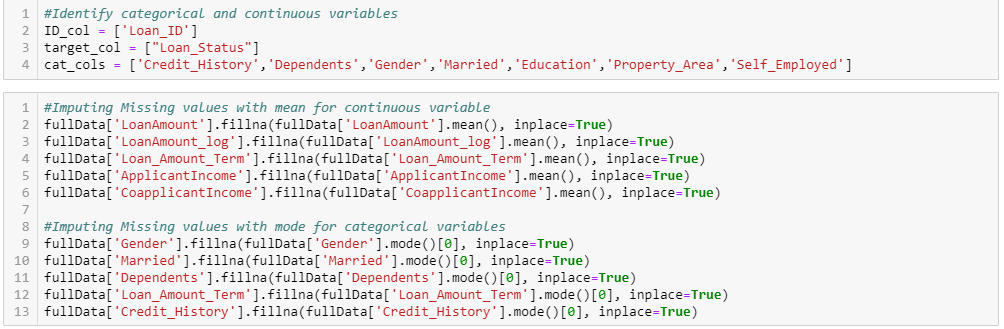 1 #Identify categorical and continuous variables
2 ID_col = ['Loan_ID']
3 target_col = ["Loan_Status"]
4 cat_cols = ['Credit_History','Dependents','Gender','Married','Education','Property_Area','Self_Employed']
1 #Imputing Missing values with mean for continuous variable
2 fullData['LoanAmount'].fillna(fullData['LoanAmount'].mean(), inplace=True)
3 fullData['LoanAmount_log'].fillna(fullData['LoanAmount_log'].mean(), inplace=True)
4 fullData['Loan_Amount_Term'].fillna(fullData['Loan_Amount_Term'].mean(), inplace=True)
5 fullData['ApplicantIncome'].fillna(fullData['ApplicantIncome'].mean(), inplace=True)
6 fullData['CoapplicantIncome'].fillna(fullData['CoapplicantIncome'].mean(), inplace=True)
7
8 #Imputing Missing values with mode for categorical variables
9 fullData['Gender'].fillna(fullData['Gender'].mode()[0], inplace=True)
10 fullData['Married'].fillna(fullData['Married'].mode()[0], inplace=True)
11 fullData['Dependents'].fillna(fullData['Dependents'].mode()[0], inplace=True)
12 fullData['Loan_Amount_Term'].fillna(fullData['Loan_Amount_Term'].mode()[0], inplace=True)
13 fullData['Credit_History'].fillna(fullData['Credit_History'].mode()[0], inplace=True)